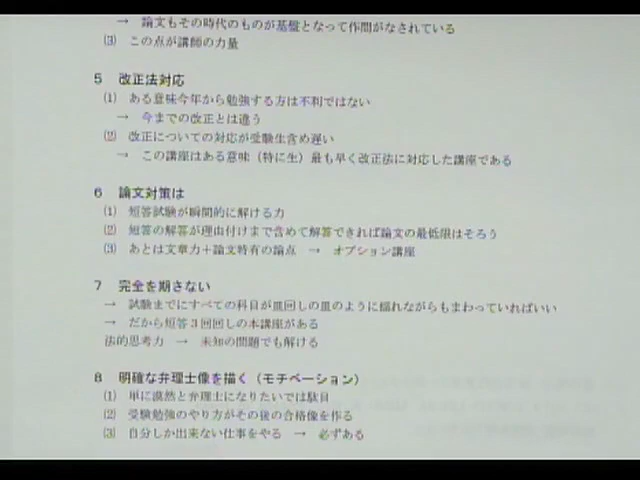 → 論文もその時代のものが基盤となって作問がなされている
(3) この点が講師の力量
5 改正法対応
(1) ある意味今年から勉強する方は不利ではない
→ 今までの改正とは違う
(2) 改正についての対応が受験生含め遅い
→ この講座はある意味（特に生）最も早く改正法に対応した講座である
6 論文対策は
(1) 短答試験が瞬間的に解ける力
(2) 短答の解答が理由付けまで含めて解答できれば論文の最低限はそろう
(3) あとは文章力＋論文特有の論点 → オプション講座
7 完全を期さない
→ 試験までにすべての科目が皿回しの皿のように揺れながらもまわっていればいい
→ だから短答３回回しの本講座がある
法的思考力 → 未知の問題でも解ける
8 明確な弁理士像を描く（モチベーション）
(1) 単に漠然と弁理士になりたいでは駄目
(2) 受験勉強のやり方がその後の合格像を作る
(3) 自分しか出来ない仕事をやる → 必ずある